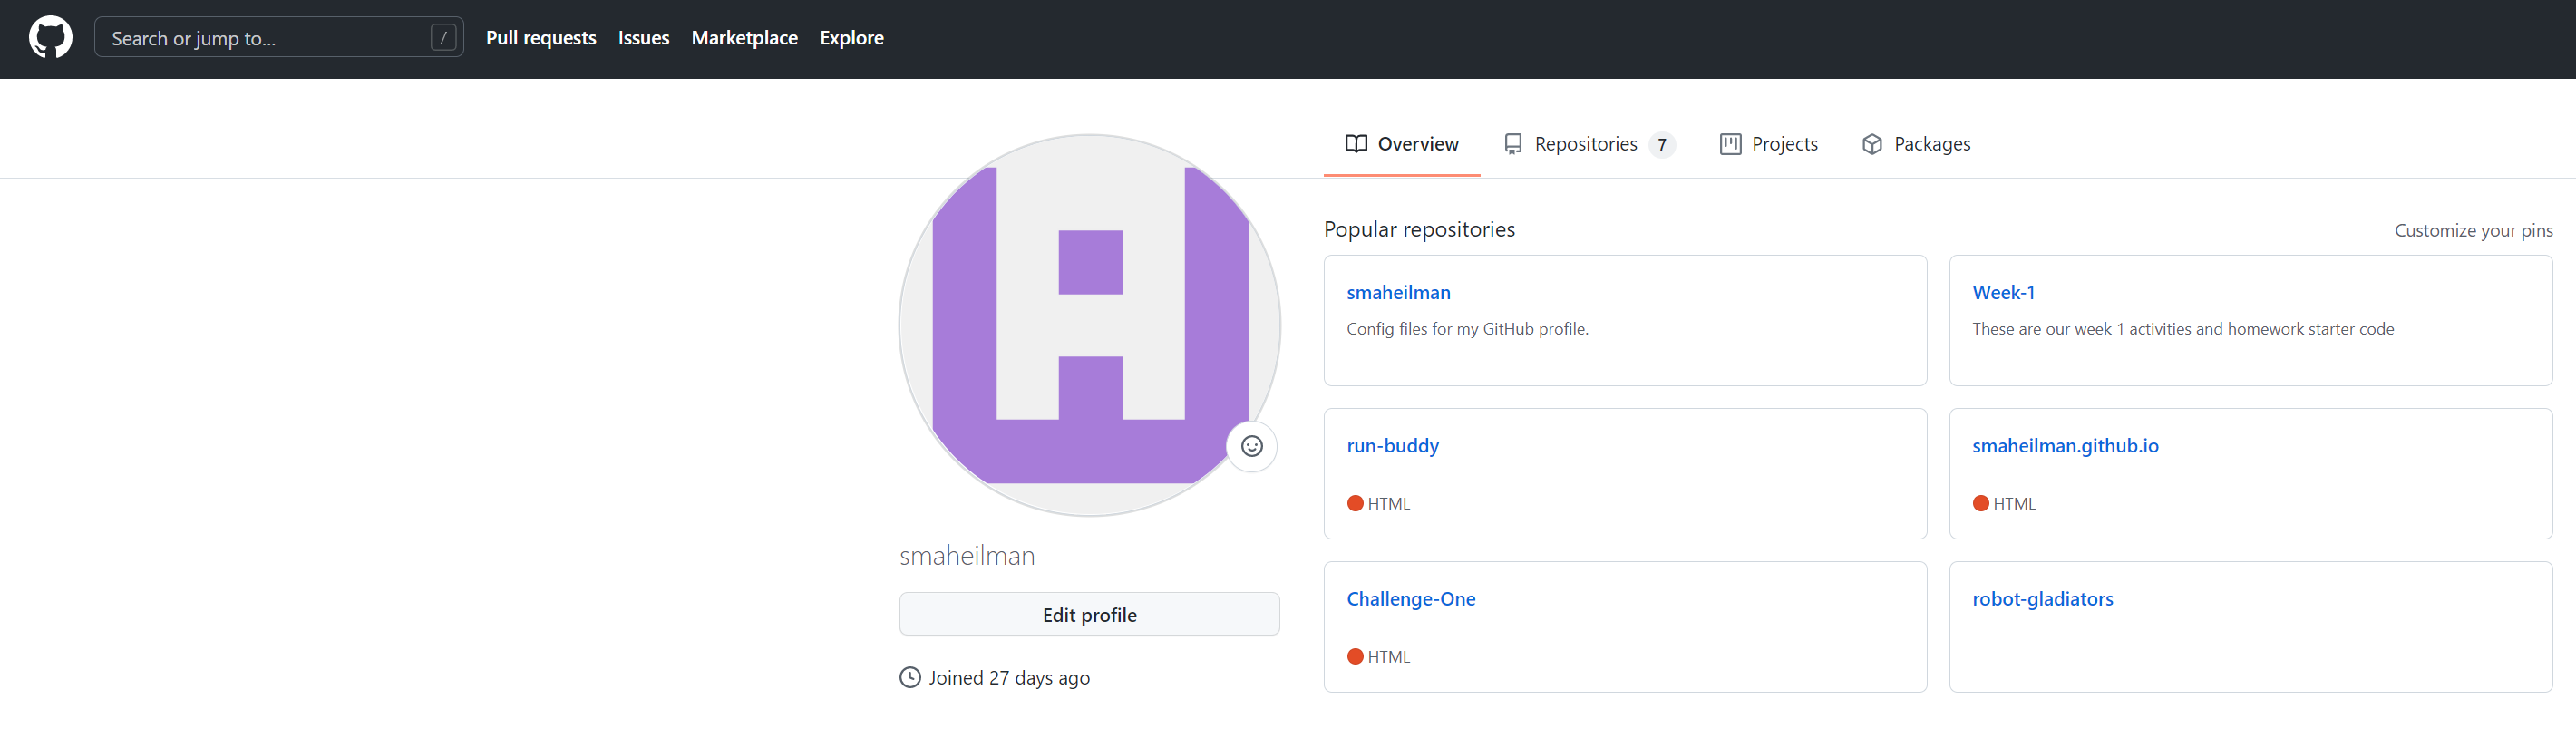 Search or jump to... /
Pull requests Issues Marketplace Explore
Overview Repositories 7 Projects Packages
smaheilman
Edit profile
Joined 27 days ago
Popular repositories
Customize your pins
smaheilman
Config files for my GitHub profile.
Week-1
These are our week 1 activities and homework starter code
run-buddy
HTML
smaheilman.github.io
HTML
Challenge-One
HTML
robot-gladiators